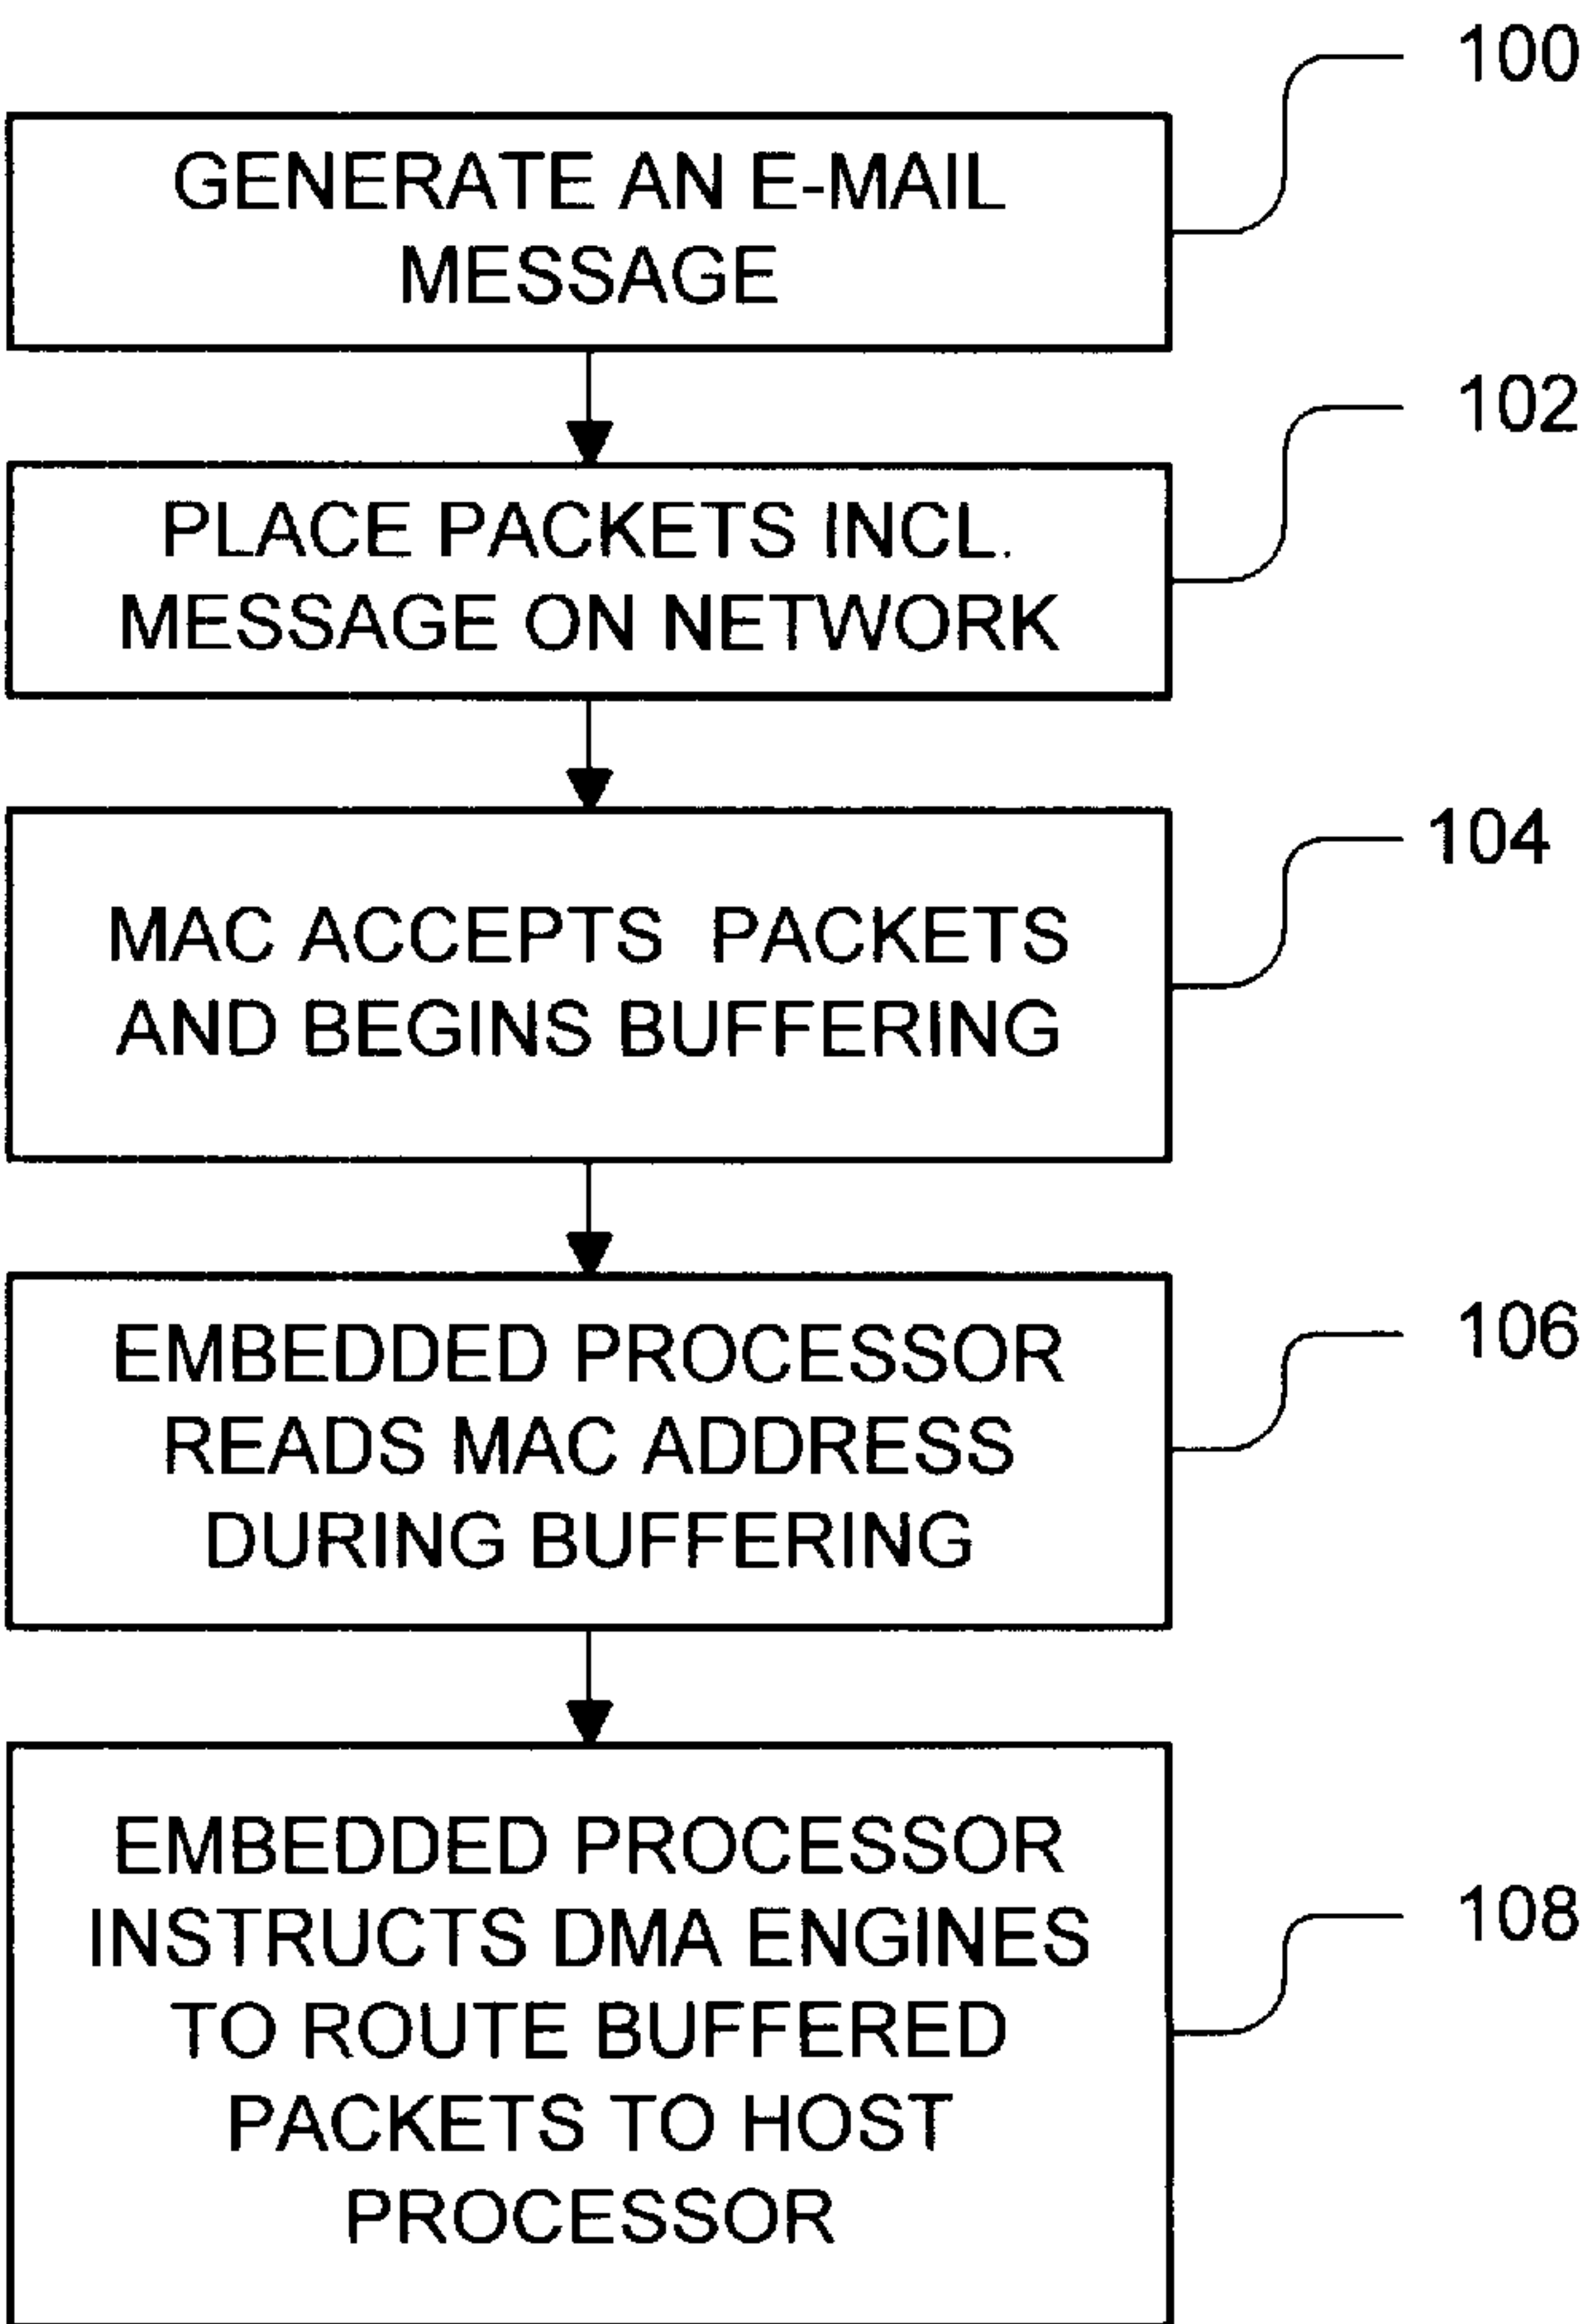 100
GENERATE AN E-MAIL
MESSAGE
102
PLACE PACKETS INCL.
MESSAGE ON NETWORK
104
MAC ACCEPTS PACKETS
AND BEGINS BUFFERING
106
EMBEDDED PROCESSOR
READS MAC ADDRESS
DURING BUFFERING
108
EMBEDDED PROCESSOR
INSTRUCTS DMA ENGINES
TO ROUTE BUFFERED
PACKETS TO HOST
PROCESSOR